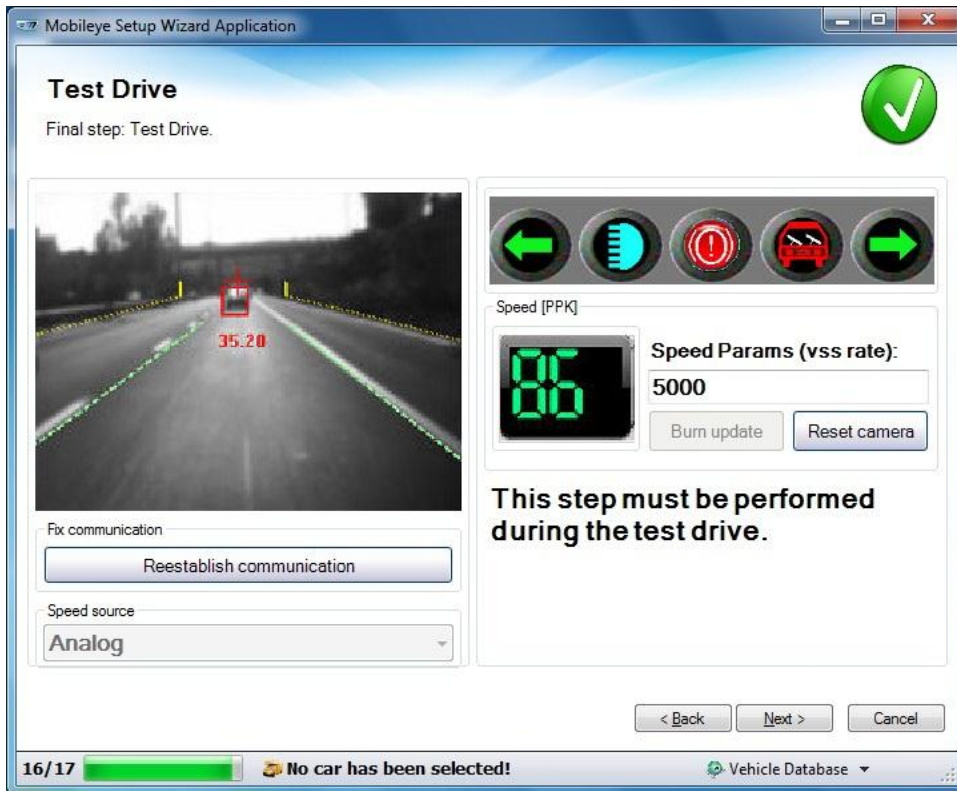 Mobileye Setup Wizard Application
Test Drive
Final step: Test Drive.
35.20
Fix communication
Reestablish communication
Speed source
Analog
Speed [PPK]
86
Speed Params (vss rate):
5000
Burn update
Reset camera
This step must be performed
during the test drive.
< Back
Next >
Cancel
16/17
No car has been selected!
Vehicle Database